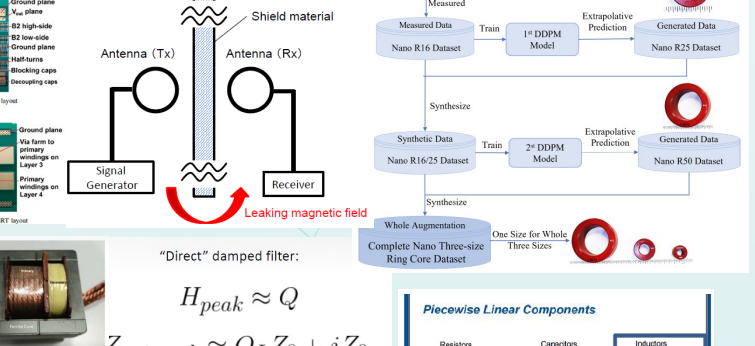 Ground plane
V_out plane
B2 high-side
B2 low-side
Ground plane
Half-turns
Blocking caps
Decoupling caps
layout
Ground plane
Via farm to
primary
windings on
Layer 3
Primary
windings on
Layer 4
RT layout
Shield material
Antenna (Tx)
Antenna (Rx)
Signal
Generator
Receiver
Leaking magnetic field
Measured
Measured Data
Nano R16 Dataset
Train
1st DDPM
Model
Extrapolative
Prediction
Generated Data
Nano R25 Dataset
Synthesize
Synthetic Data
Nano R16/25 Dataset
Train
2nd DDPM
Model
Extrapolative
Prediction
Generated Data
Nano R50 Dataset
Synthesize
Whole Augmentation
Complete Nano Three-size
Ring Core Dataset
One Size for Whole
Three Sizes
"Direct" damped filter:
H_peak ≈ Q
Piecewise Linear Components
Resistors
Capacitors
Inductors